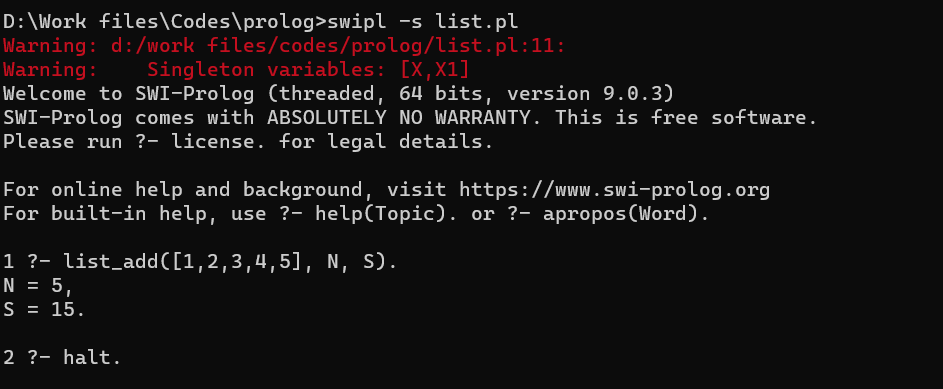 D:\Work files\Codes\prolog>swipl -s list.pl
Warning: d:/work files/codes/prolog/list.pl:11:
Warning:    Singleton variables: [X,X1]
Welcome to SWI-Prolog (threaded, 64 bits, version 9.0.3)
SWI-Prolog comes with ABSOLUTELY NO WARRANTY. This is free software.
Please run ?- license. for legal details.

For online help and background, visit https://www.swi-prolog.org
For built-in help, use ?- help(Topic). or ?- apropos(Word).

1 ?- list_add([1,2,3,4,5], N, S).
N = 5,
S = 15.

2 ?- halt.